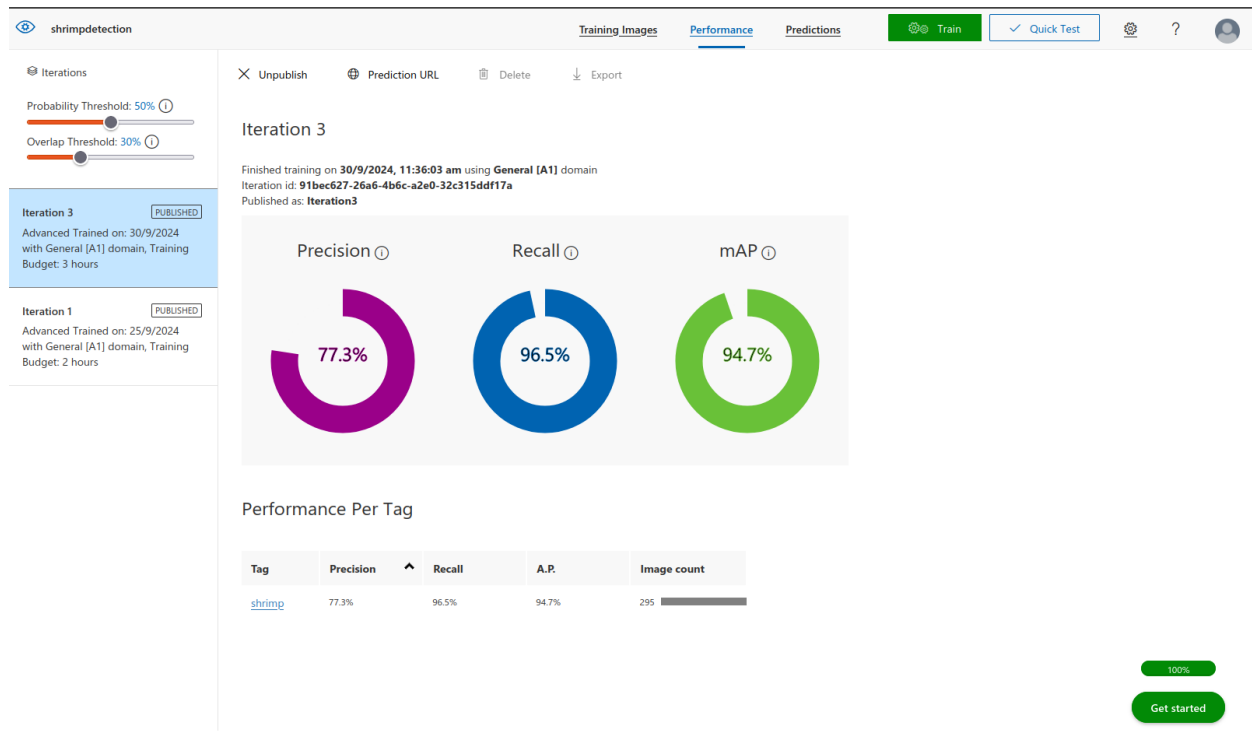 shrimpdetection
Training Images
Performance
Predictions
Train
Quick Test
?
Iterations
Probability Threshold: 50%
Overlap Threshold: 30%
Iteration 3 PUBLISHED
Advanced Trained on: 30/9/2024
with General [A1] domain, Training
Budget: 3 hours
Iteration 1 PUBLISHED
Advanced Trained on: 25/9/2024
with General [A1] domain, Training
Budget: 2 hours
Unpublish
Prediction URL
Delete
Export
Iteration 3
Finished training on 30/9/2024, 11:36:03 am using General [A1] domain
Iteration id: 91bec627-26a6-4b6c-a2e0-32c315ddf17a
Published as: Iteration3
Precision
Recall
mAP
77.3%
96.5%
94.7%
Performance Per Tag
Tag Precision Recall A.P. Image count
shrimp 77.3% 96.5% 94.7% 295
100%
Get started